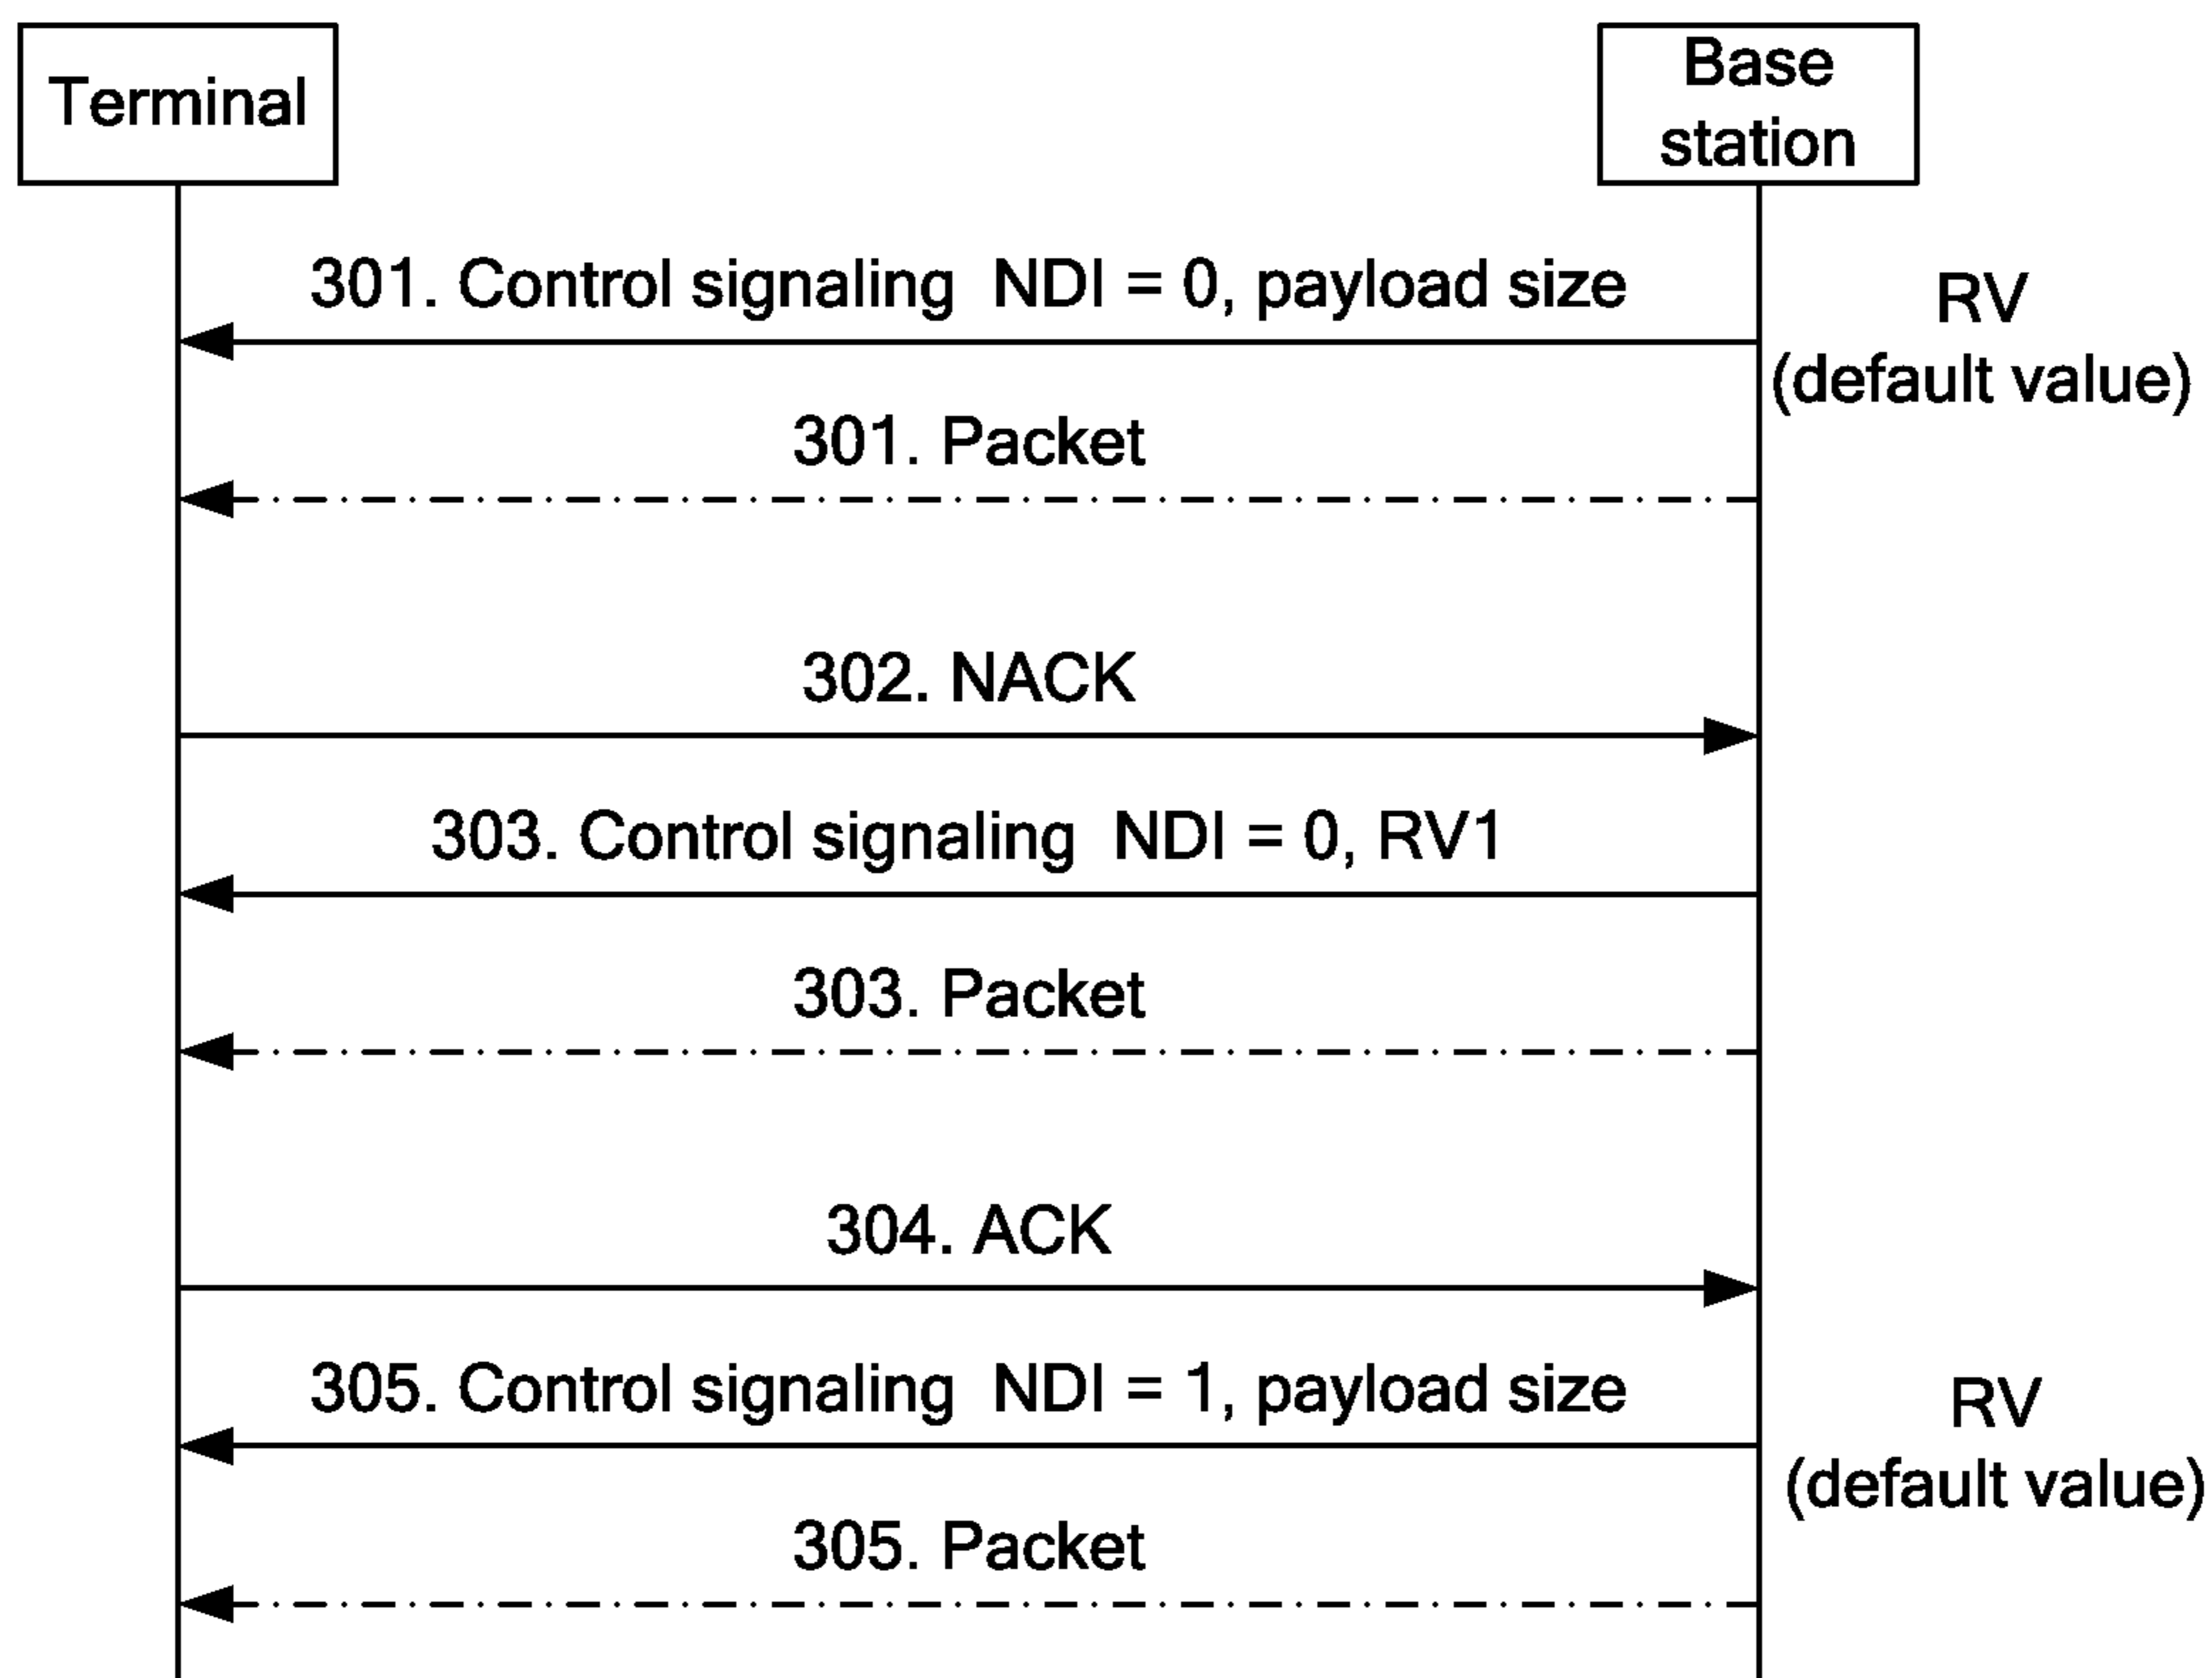 Terminal
Base
station
301. Control signaling NDI = 0, payload size
RV
(default value)
301. Packet
302. NACK
303. Control signaling NDI = 0, RV1
303. Packet
304. ACK
305. Control signaling NDI = 1, payload size
RV
(default value)
305. Packet